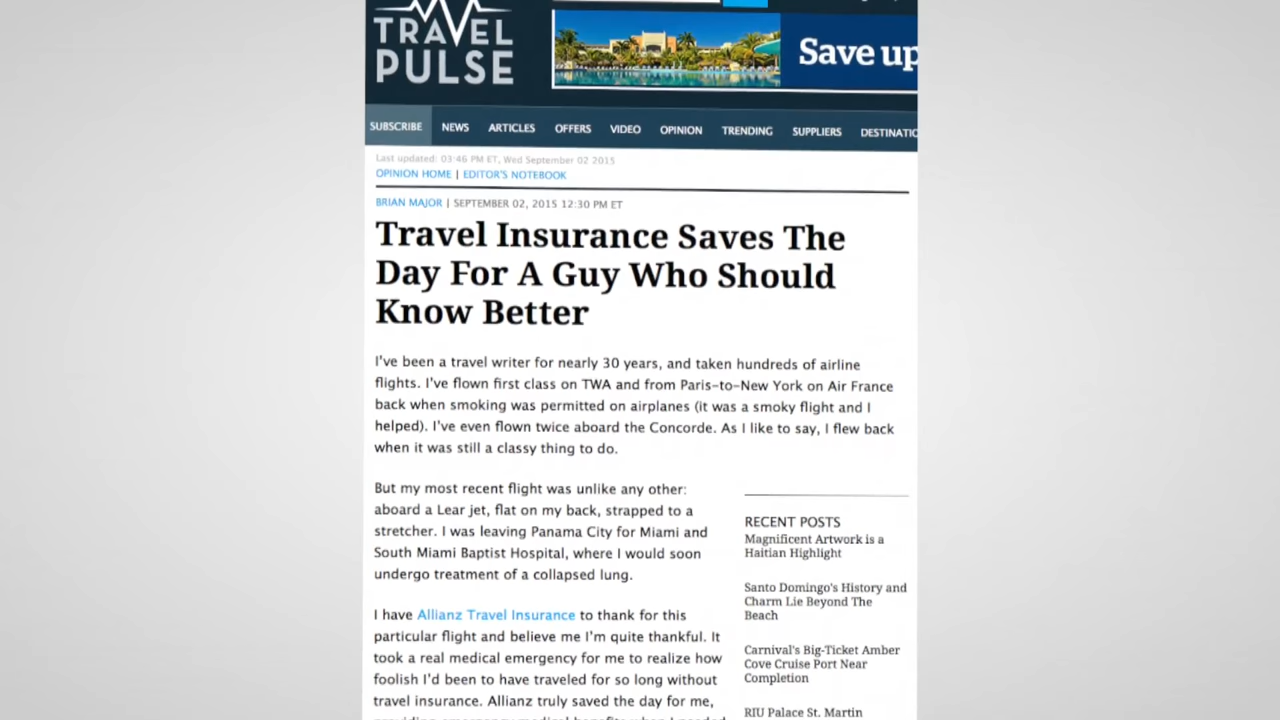 TRAVEL
PULSE
Save up
SUBSCRIBE NEWS ARTICLES OFFERS VIDEO OPINION TRENDING SUPPLIERS
Last updated: 03:46 PM ET, Wed September 02 2015
OPINION HOME | EDITOR'S NOTEBOOK
BRIAN MAJOR | SEPTEMBER 02, 2015 12:30 PM ET
Travel Insurance Saves The
Day For A Guy Who Should
Know Better
I've been a travel writer for nearly 30 years, and taken hundreds of airline
flights. I've flown first class on TWA and from Paris-to-New York on Air France
back when smoking was permitted on airplanes (it was a smoky flight and I
helped). I've even flown twice aboard the Concorde. As I like to say, I flew back
when it was still a classy thing to do.
But my most recent flight was unlike any other:
aboard a Lear jet, flat on my back, strapped to a
stretcher. I was leaving Panama City for Miami and
South Miami Baptist Hospital, where I would soon
undergo treatment of a collapsed lung.
I have Allianz Travel Insurance to thank for this
particular flight and believe me I'm quite thankful. It
took a real medical emergency for me to realize how
foolish I'd been to have traveled for so long without
travel insurance. Allianz truly saved the day for me,
RECENT POSTS
Magnificent Artwork is a
Haitian Highlight
Santo Domingo's History and
Charm Lie Beyond The
Beach
Carnival's Big-Ticket Amber
Cove Cruise Port Near
Completion
RIU Palace St. Martin